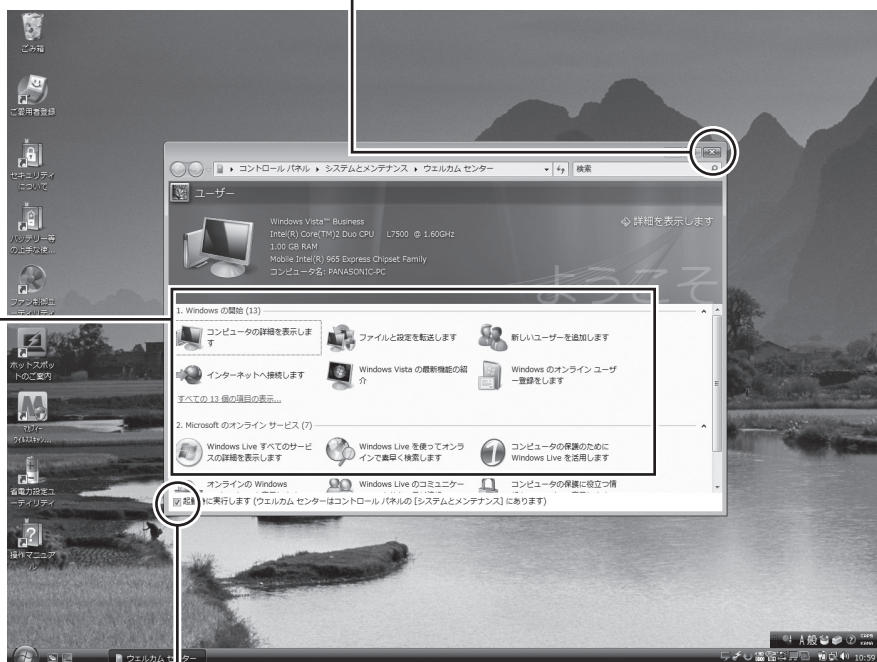 ごみ箱
ご愛用者登録
セキュリティ
について
バッテリー等
の上手な使...
ファン制御ユ
ーティリティ
ホットスポッ
トのご案内
マカフィー
ウイルススキャン...
省電力設定ユ
ーティリティ
操作マニュア
ル
コントロール パネル ▸ システムとメンテナンス ▸ ウェルカム センター
検索
ユーザー
Windows Vista™ Business
Intel(R) Core(TM)2 Duo CPU L7500 @ 1.60GHz
1.00 GB RAM
Mobile Intel(R) 965 Express Chipset Family
コンピュータ名: PANASONIC-PC
詳細を表示します
ようこそ
1. Windows の開始 (13)
コンピュータの詳細を表示しま
す
ファイルと設定を転送します
新しいユーザーを追加します
インターネットへ接続します
Windows Vista の最新機能の紹
介
Windows のオンライン ユーザ
ー登録をします
すべての 13 個の項目の表示...
2. Microsoft のオンライン サービス (7)
Windows Live すべてのサービ
スの詳細を表示します
Windows Live を使ってオンラ
インで素早く検索します
コンピュータの保護のために
Windows Live を活用します
オンラインの Windows
Windows Live のコミュニケー
コンピュータの保護に役立つ情
起動時に実行します (ウェルカム センターはコントロール パネルの [システムとメンテナンス] にあります)
A 般
CAPS
KANA
ウェルカム センター
10:59